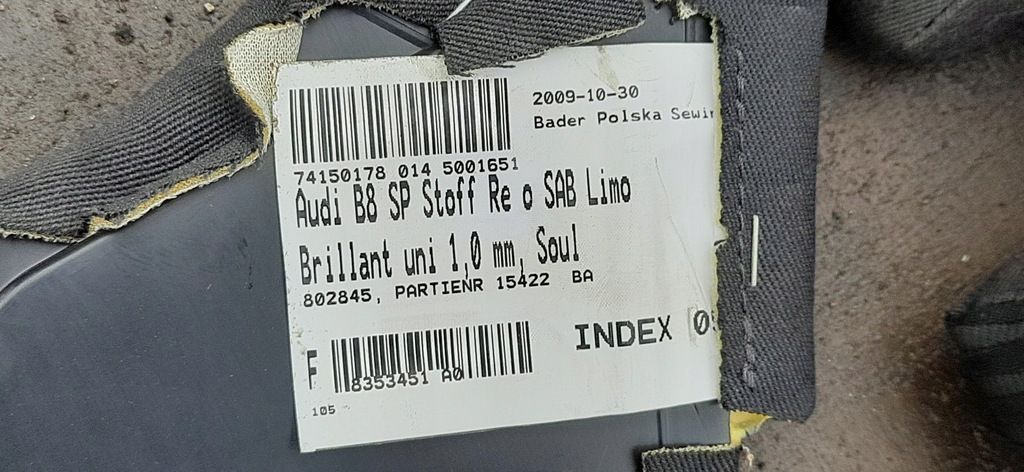 2009-10-30
Bader Polska
74150178 014 5001651
Audi B8 SP Stoff Re o SAB Limo
Brillant uni 1,0 mm, Soul
802845, PARTIENR 15422 BA
INDEX
F
8353451 A0
105